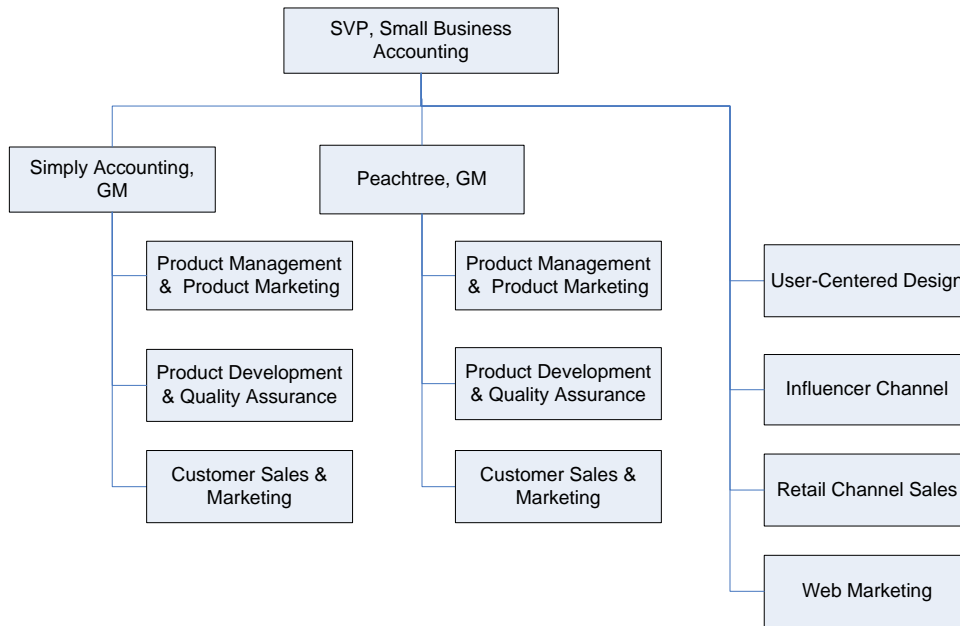 SVP, Small Business
Accounting
Simply Accounting,
GM
Peachtree, GM
Product Management
& Product Marketing
Product Development
& Quality Assurance
Customer Sales &
Marketing
Product Management
& Product Marketing
Product Development
& Quality Assurance
Customer Sales &
Marketing
User-Centered Design
Influencer Channel
Retail Channel Sales
Web Marketing